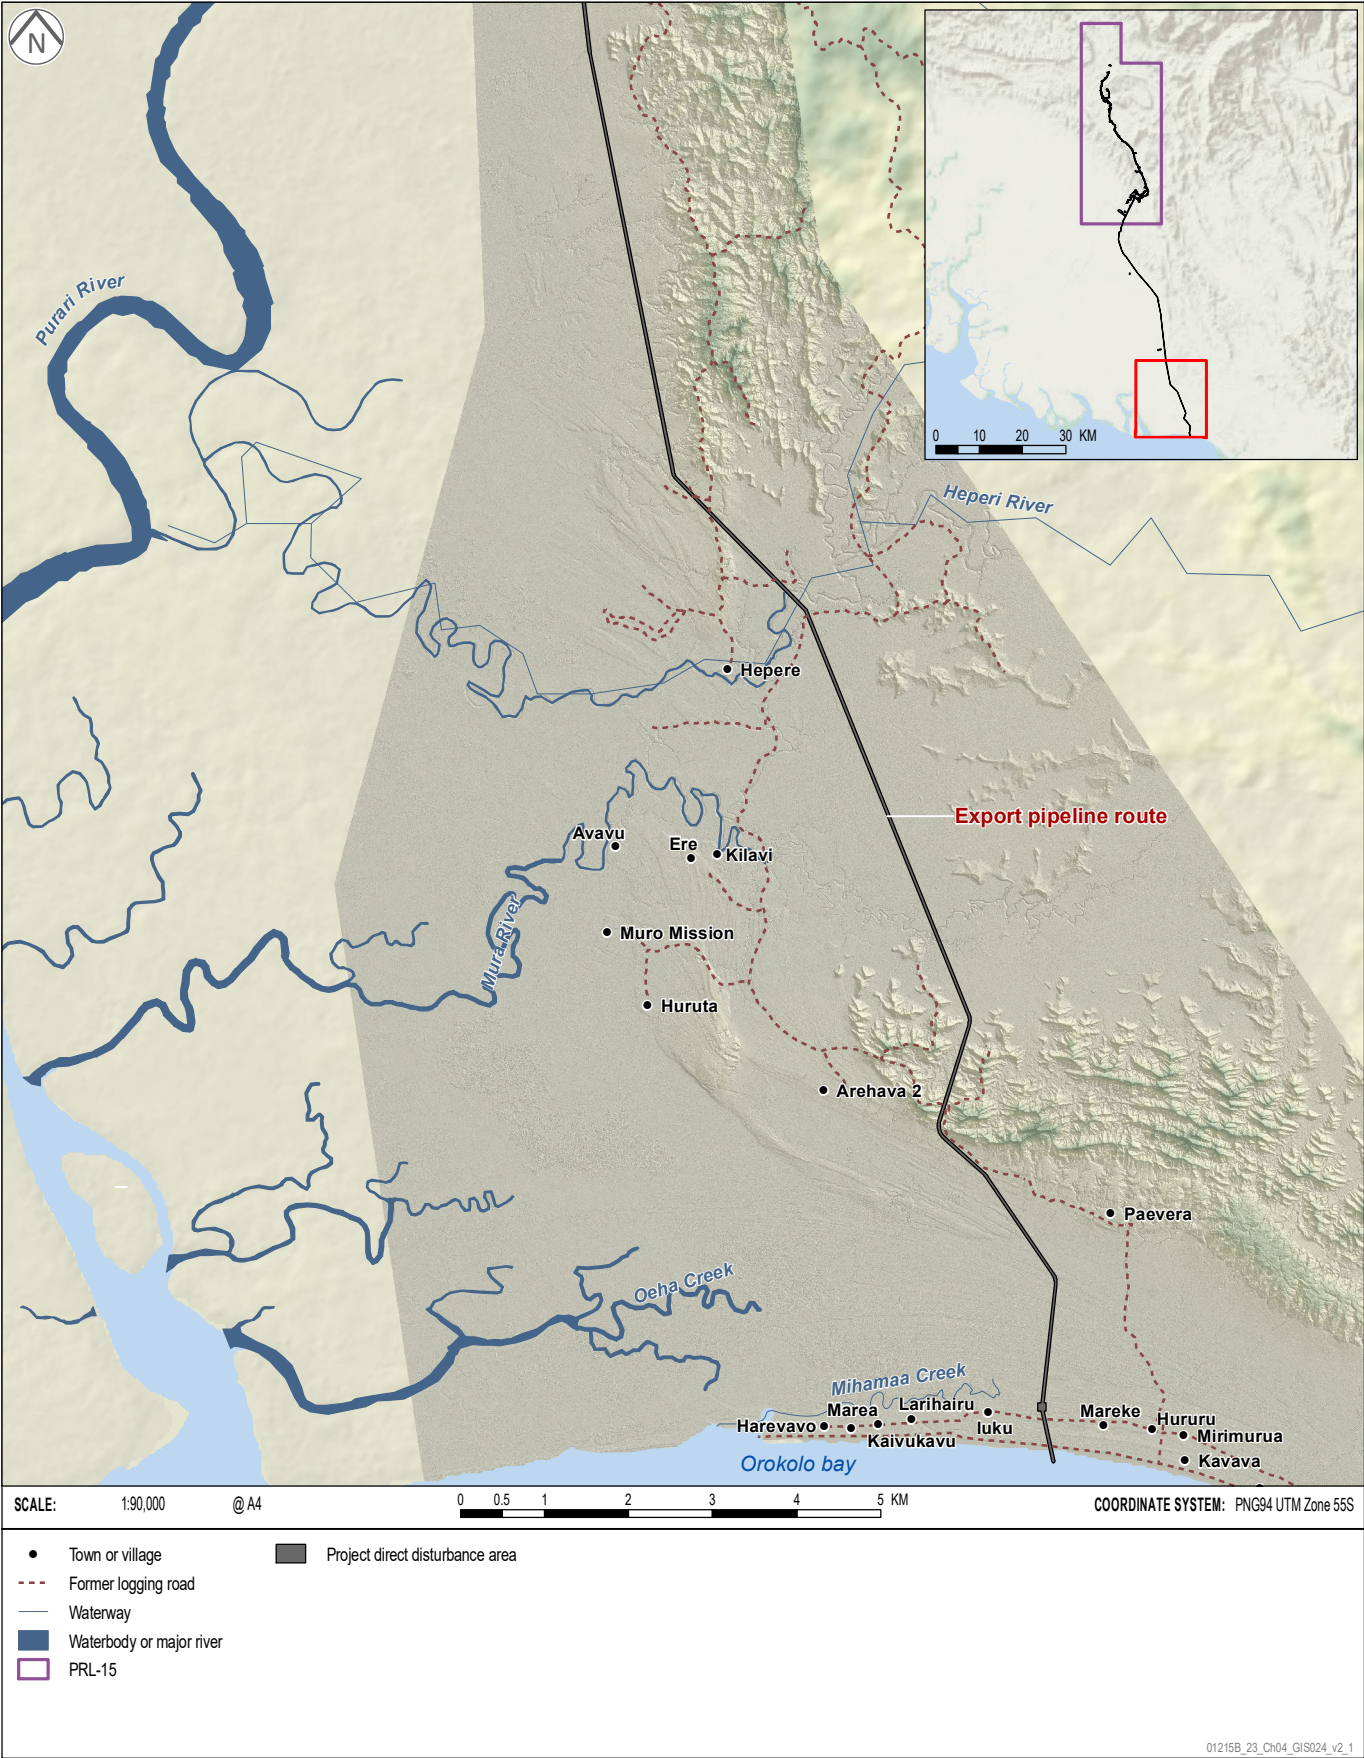 N
Purari River
0 10 20 30 KM
Heperi River
Hepere
Export pipeline route
Avavu
Ere
Kilavi
Mura River
Muro Mission
Huruta
Arehava 2
Paevera
Oeha Creek
Mihamaa Creek
Marea
Larihairu
Mareke
Hururu
Harevavo
Iuku
Mirimurua
Kaivukavu
Kavava
Orokolo bay
SCALE: 1:90,000 @ A4
0 0.5 1 2 3 4 5 KM
COORDINATE SYSTEM: PNG94 UTM Zone 55S
Town or village
Project direct disturbance area
Former logging road
Waterway
Waterbody or major river
PRL-15
01215B_23_Ch04_GIS024_v2_1